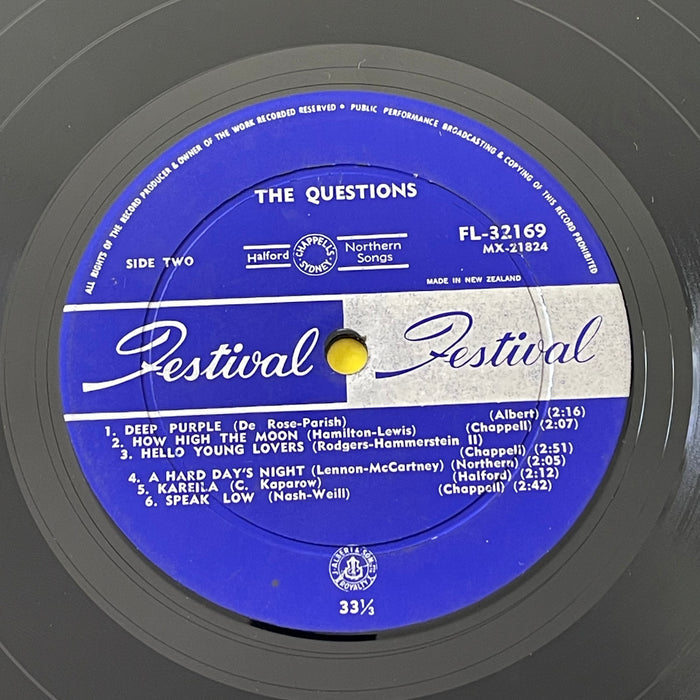 ALL RIGHTS OF THE RECORD PRODUCER & OWNER OF THE WORK RECORDED RESERVED • PUBLIC PERFORMANCE BROADCASTING & COPYING OF THIS RECORD PROHIBITED
THE QUESTIONS
FL-32169
MX-21824
SIDE TWO
Halford
CHAPPELL'S SYDNEY
Northern Songs
MADE IN NEW ZEALAND
Festival Festival
1. DEEP PURPLE (De Rose-Parish) (Albert) (2:16)
2. HOW HIGH THE MOON (Hamilton-Lewis) (Chappell) (2:07)
3. HELLO YOUNG LOVERS (Rodgers-Hammerstein II) (Chappell) (2:51)
4. A HARD DAY'S NIGHT (Lennon-McCartney) (Northern) (2:05)
5. KAREILA (C. Kaparow) (Halford) (2:12)
6. SPEAK LOW (Nash-Weill) (Chappell) (2:42)
J. ALBERT & SON
ROYALTY
33⅓